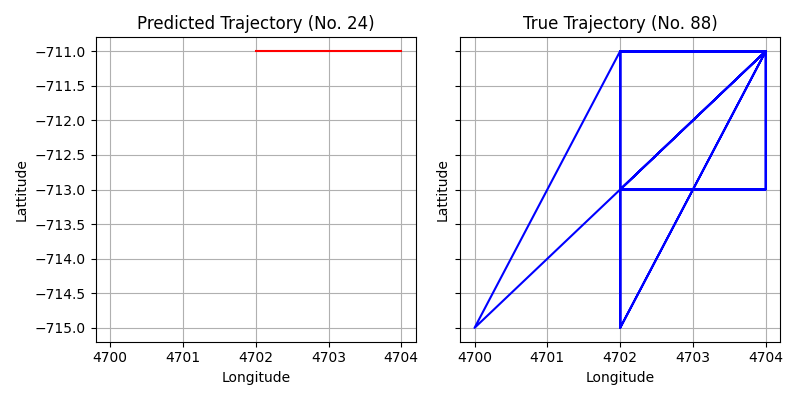 Predicted Trajectory (No. 24)
−711.0
−711.5
−712.0
−712.5
−713.0
−713.5
−714.0
−714.5
−715.0
Lattitude
4700 4701 4702 4703 4704
Longitude
True Trajectory (No. 88)
Lattitude
4700 4701 4702 4703 4704
Longitude